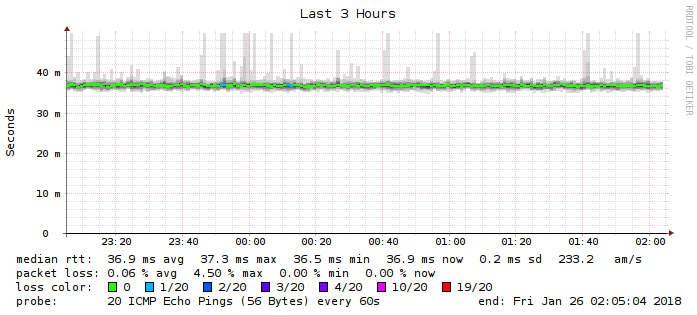 Last 3 Hours
RRDTOOL / TOBI OETIKER
Seconds
40 m
30 m
20 m
10 m
0
23:20 23:40 00:00 00:20 00:40 01:00 01:20 01:40 02:00
median rtt: 36.9 ms avg 37.3 ms max 36.5 ms min 36.9 ms now 0.2 ms sd 233.2 am/s
packet loss: 0.06 % avg 4.50 % max 0.00 % min 0.00 % now
loss color: 0 1/20 2/20 3/20 4/20 10/20 19/20
probe: 20 ICMP Echo Pings (56 Bytes) every 60s end: Fri Jan 26 02:05:04 2018